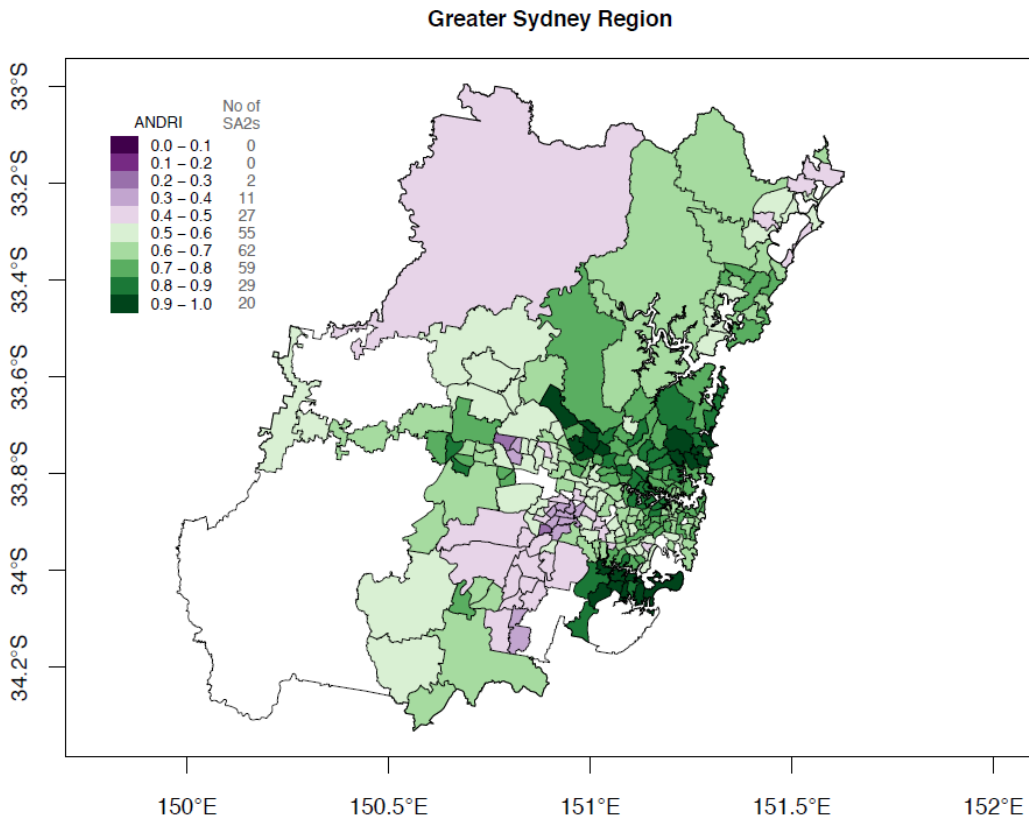 Greater Sydney Region
No of
ANDRI SA2s
0.0 – 0.1 0
0.1 – 0.2 0
0.2 – 0.3 2
0.3 – 0.4 11
0.4 – 0.5 27
0.5 – 0.6 55
0.6 – 0.7 62
0.7 – 0.8 59
0.8 – 0.9 29
0.9 – 1.0 20
33°S
33.2°S
33.4°S
33.6°S
33.8°S
34°S
34.2°S
150°E 150.5°E 151°E 151.5°E 152°E